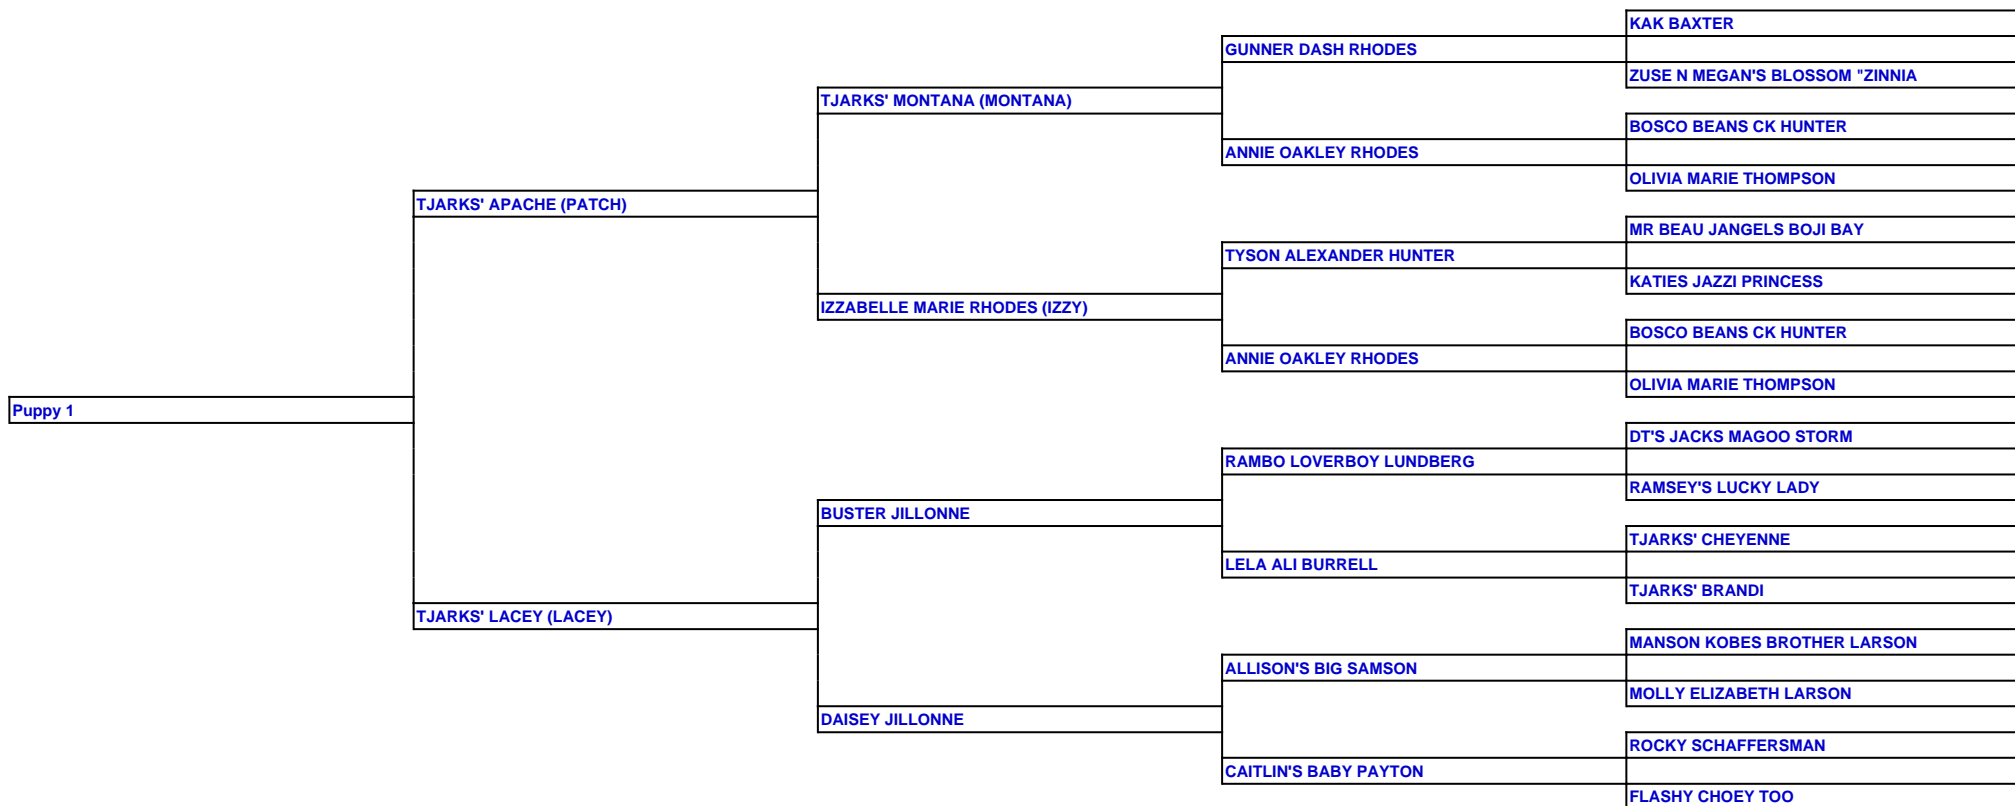 KAK BAXTER
GUNNER DASH RHODES
ZUSE N MEGAN'S BLOSSOM "ZINNIA
TJARKS' MONTANA (MONTANA)
BOSCO BEANS CK HUNTER
ANNIE OAKLEY RHODES
OLIVIA MARIE THOMPSON
TJARKS' APACHE (PATCH)
MR BEAU JANGELS BOJI BAY
TYSON ALEXANDER HUNTER
KATIES JAZZI PRINCESS
IZZABELLE MARIE RHODES (IZZY)
BOSCO BEANS CK HUNTER
ANNIE OAKLEY RHODES
OLIVIA MARIE THOMPSON
Puppy 1
DT'S JACKS MAGOO STORM
RAMBO LOVERBOY LUNDBERG
RAMSEY'S LUCKY LADY
BUSTER JILLONNE
TJARKS' CHEYENNE
LELA ALI BURRELL
TJARKS' BRANDI
TJARKS' LACEY (LACEY)
MANSON KOBES BROTHER LARSON
ALLISON'S BIG SAMSON
MOLLY ELIZABETH LARSON
DAISEY JILLONNE
ROCKY SCHAFFERSMAN
CAITLIN'S BABY PAYTON
FLASHY CHOEY TOO